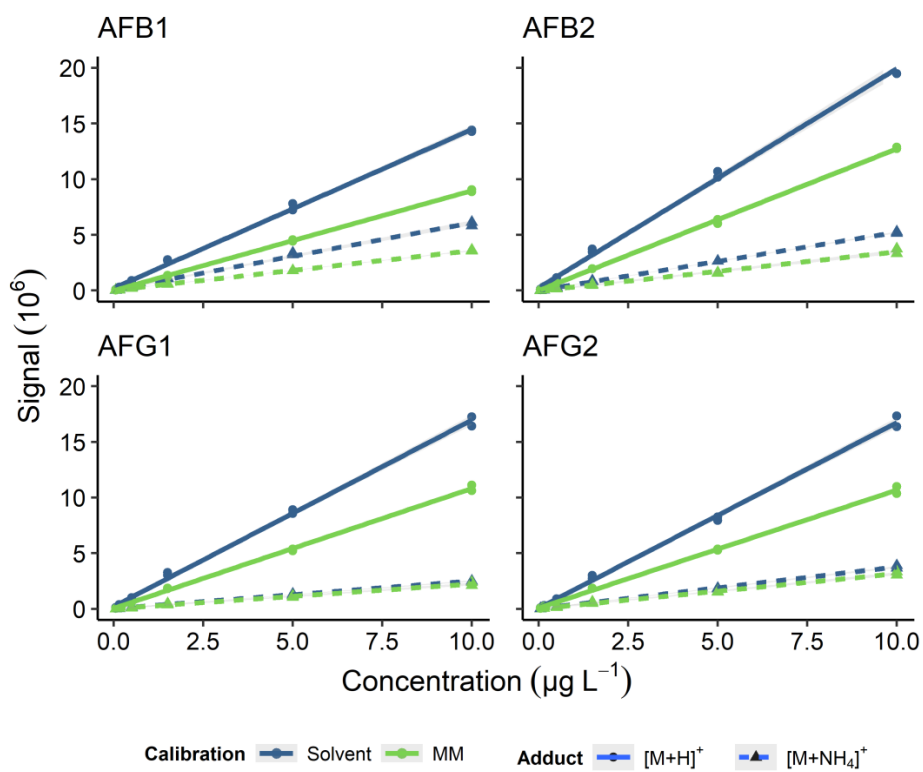 AFB1 AFB2
20
15
10
5
0
AFG1 AFG2
20
15
10
5
0
0.0 2.5 5.0 7.5 10.0 0.0 2.5 5.0 7.5 10.0
Signal (10⁶)
Concentration (µg L⁻¹)
Calibration Solvent MM Adduct [M+H]⁺ [M+NH₄]⁺